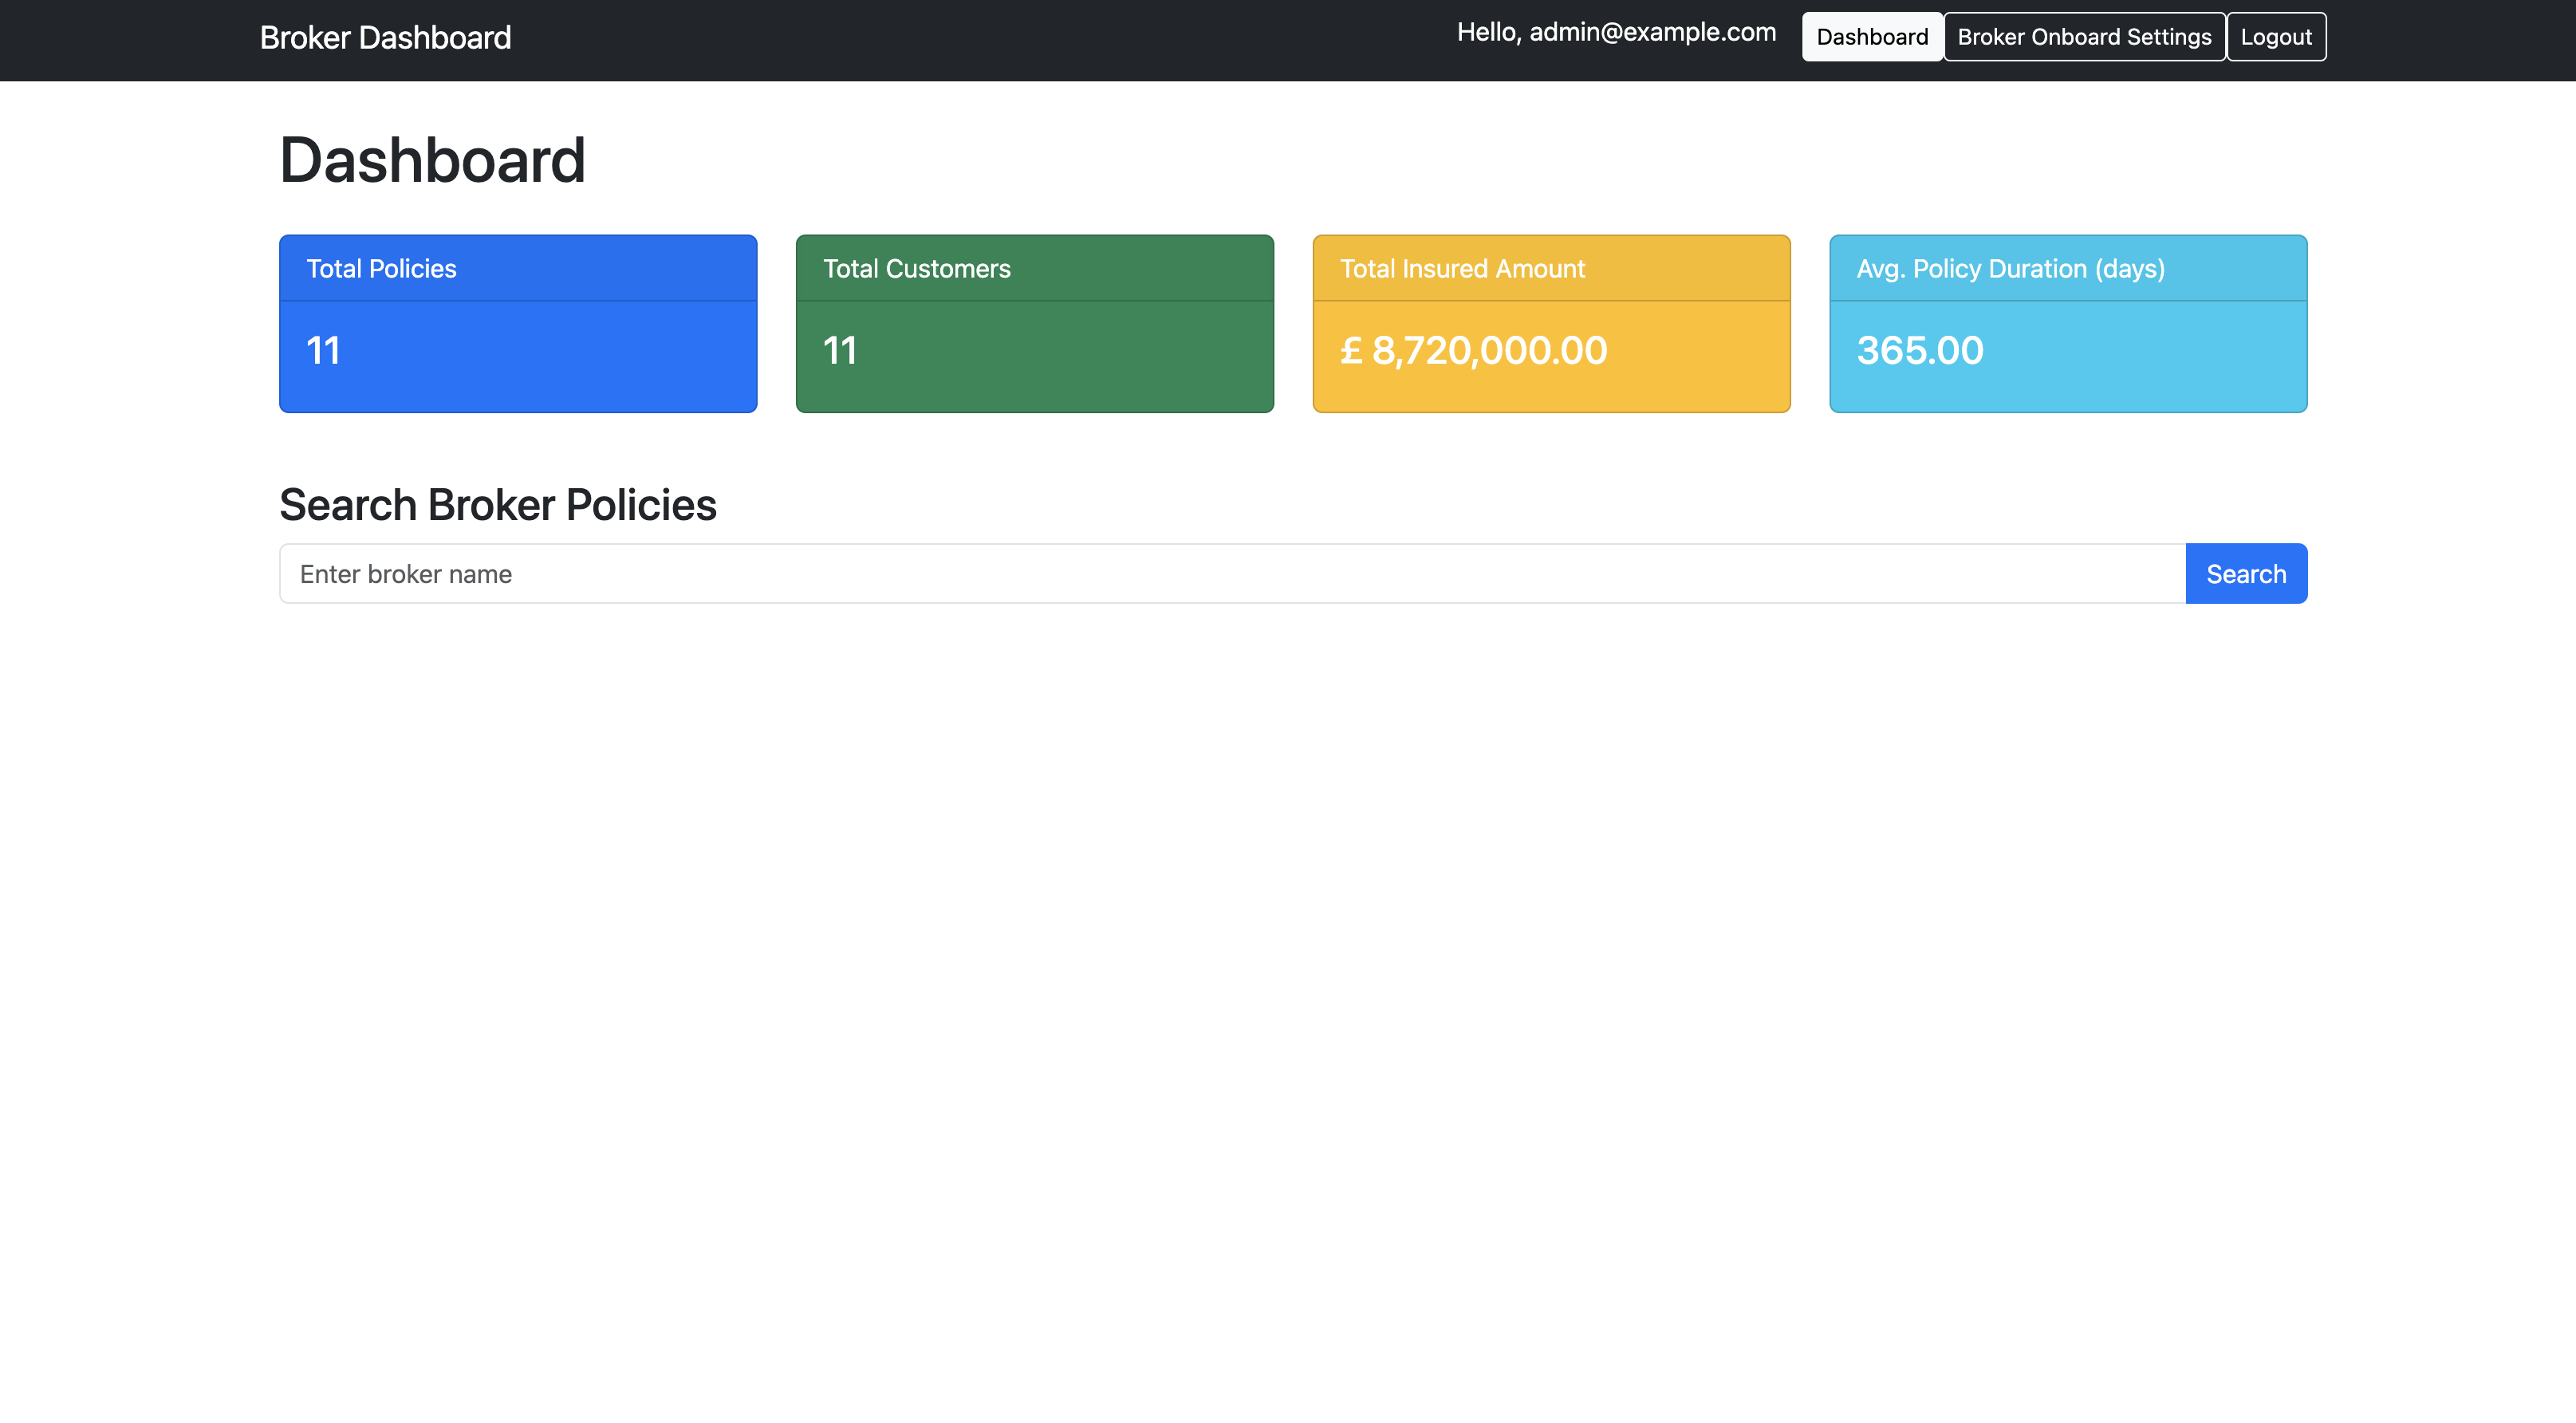 Broker Dashboard
Hello, admin@example.com
Dashboard
Broker Onboard Settings
Logout
Dashboard
Total Policies
11
Total Customers
11
Total Insured Amount
£ 8,720,000.00
Avg. Policy Duration (days)
365.00
Search Broker Policies
Enter broker name
Search